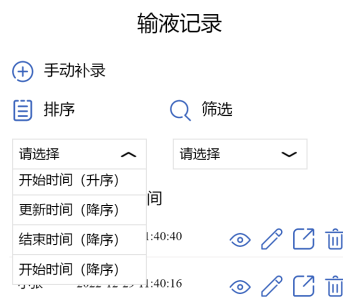 输液记录
手动补录
排序
筛选
请选择
请选择
开始时间（升序）
更新时间（降序）
结束时间（降序）
开始时间（降序）
间
1:40:40
11:40:16